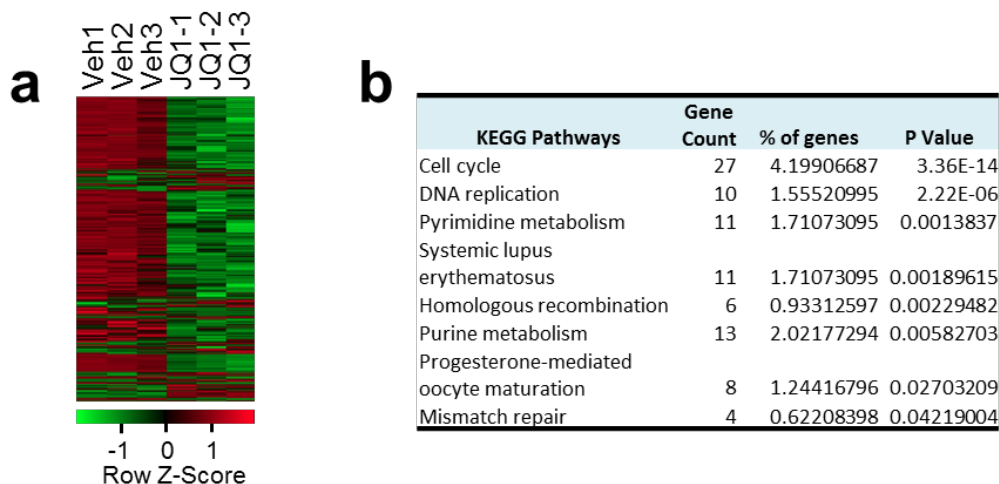 a
Veh1 Veh2 Veh3 JQ1-1 JQ1-2 JQ1-3
-1 0 1
Row Z-Score
b
KEGG Pathways Gene Count % of genes P Value
Cell cycle 27 4.19906687 3.36E-14
DNA replication 10 1.55520995 2.22E-06
Pyrimidine metabolism 11 1.71073095 0.0013837
Systemic lupus
erythematosus 11 1.71073095 0.00189615
Homologous recombination 6 0.93312597 0.00229482
Purine metabolism 13 2.02177294 0.00582703
Progesterone-mediated
oocyte maturation 8 1.24416796 0.02703209
Mismatch repair 4 0.62208398 0.04219004